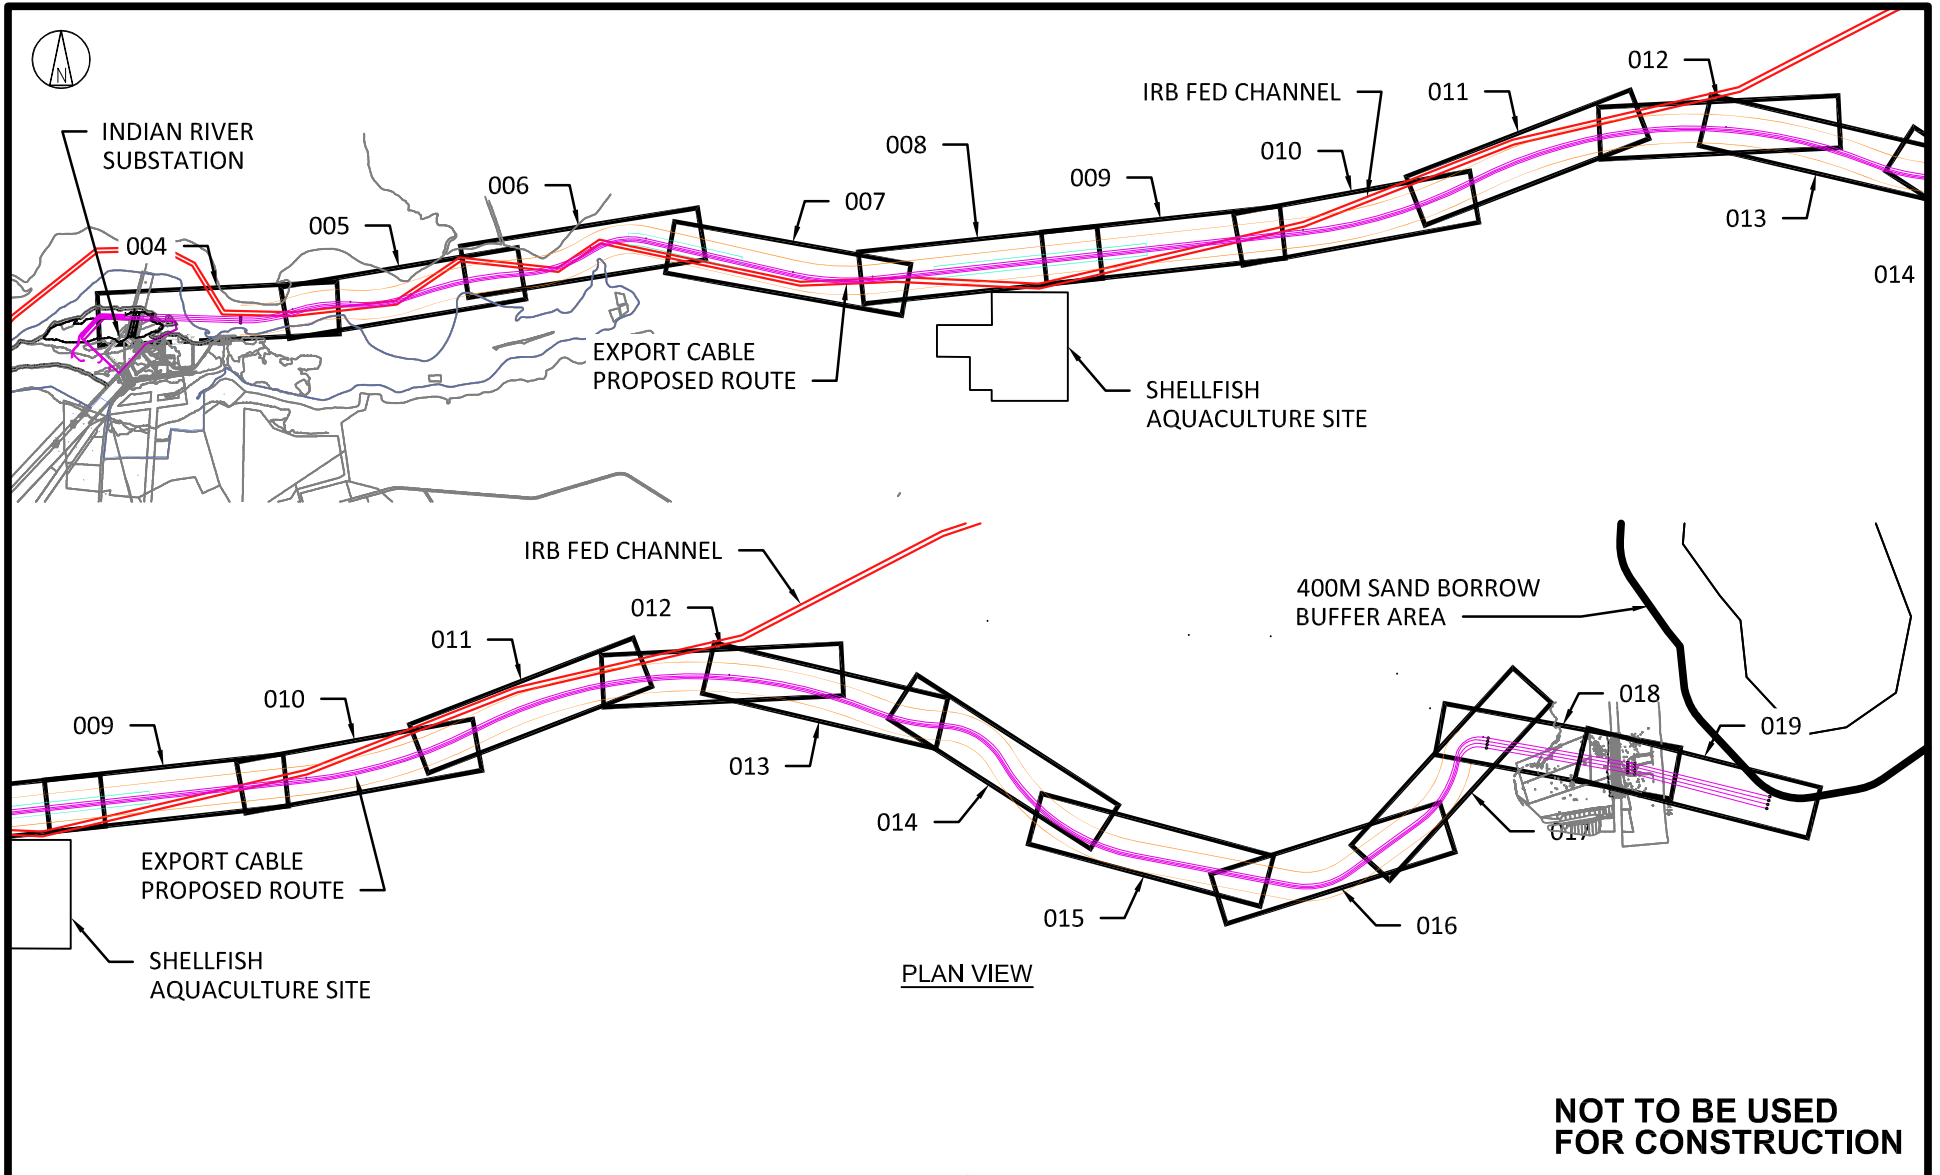 N
012
IRB FED CHANNEL
011
INDIAN RIVER
SUBSTATION
008
010
009
006
007
013
005
004
014
EXPORT CABLE
PROPOSED ROUTE
SHELLFISH
AQUACULTURE SITE
IRB FED CHANNEL
400M SAND BORROW
BUFFER AREA
012
011
010
018
009
019
013
014
017
EXPORT CABLE
PROPOSED ROUTE
015
016
SHELLFISH
AQUACULTURE SITE
PLAN VIEW
NOT TO BE USED
FOR CONSTRUCTION